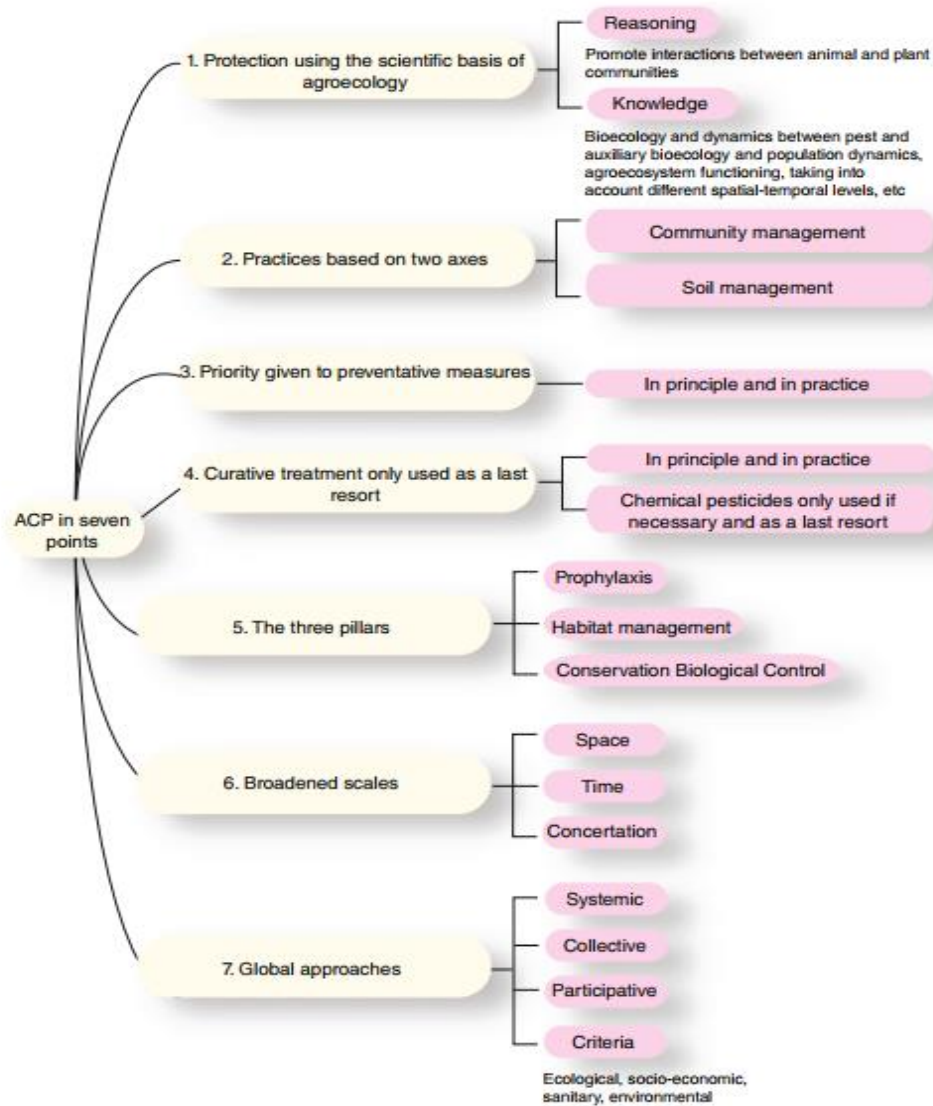 Reasoning
Promote interactions between animal and plant
communities
1. Protection using the scientific basis of
agroecology
Knowledge
Bioecology and dynamics between pest and
auxiliary bioecology and population dynamics,
agroecosystem functioning, taking into
account different spatial-temporal levels, etc
2. Practices based on two axes
Community management
Soil management
3. Priority given to preventative measures
In principle and in practice
4. Curative treatment only used as a last
resort
In principle and in practice
Chemical pesticides only used if
necessary and as a last resort
ACP in seven
points
5. The three pillars
Prophylaxis
Habitat management
Conservation Biological Control
6. Broadened scales
Space
Time
Concertation
7. Global approaches
Systemic
Collective
Participative
Criteria
Ecological, socio-economic,
sanitary, environmental